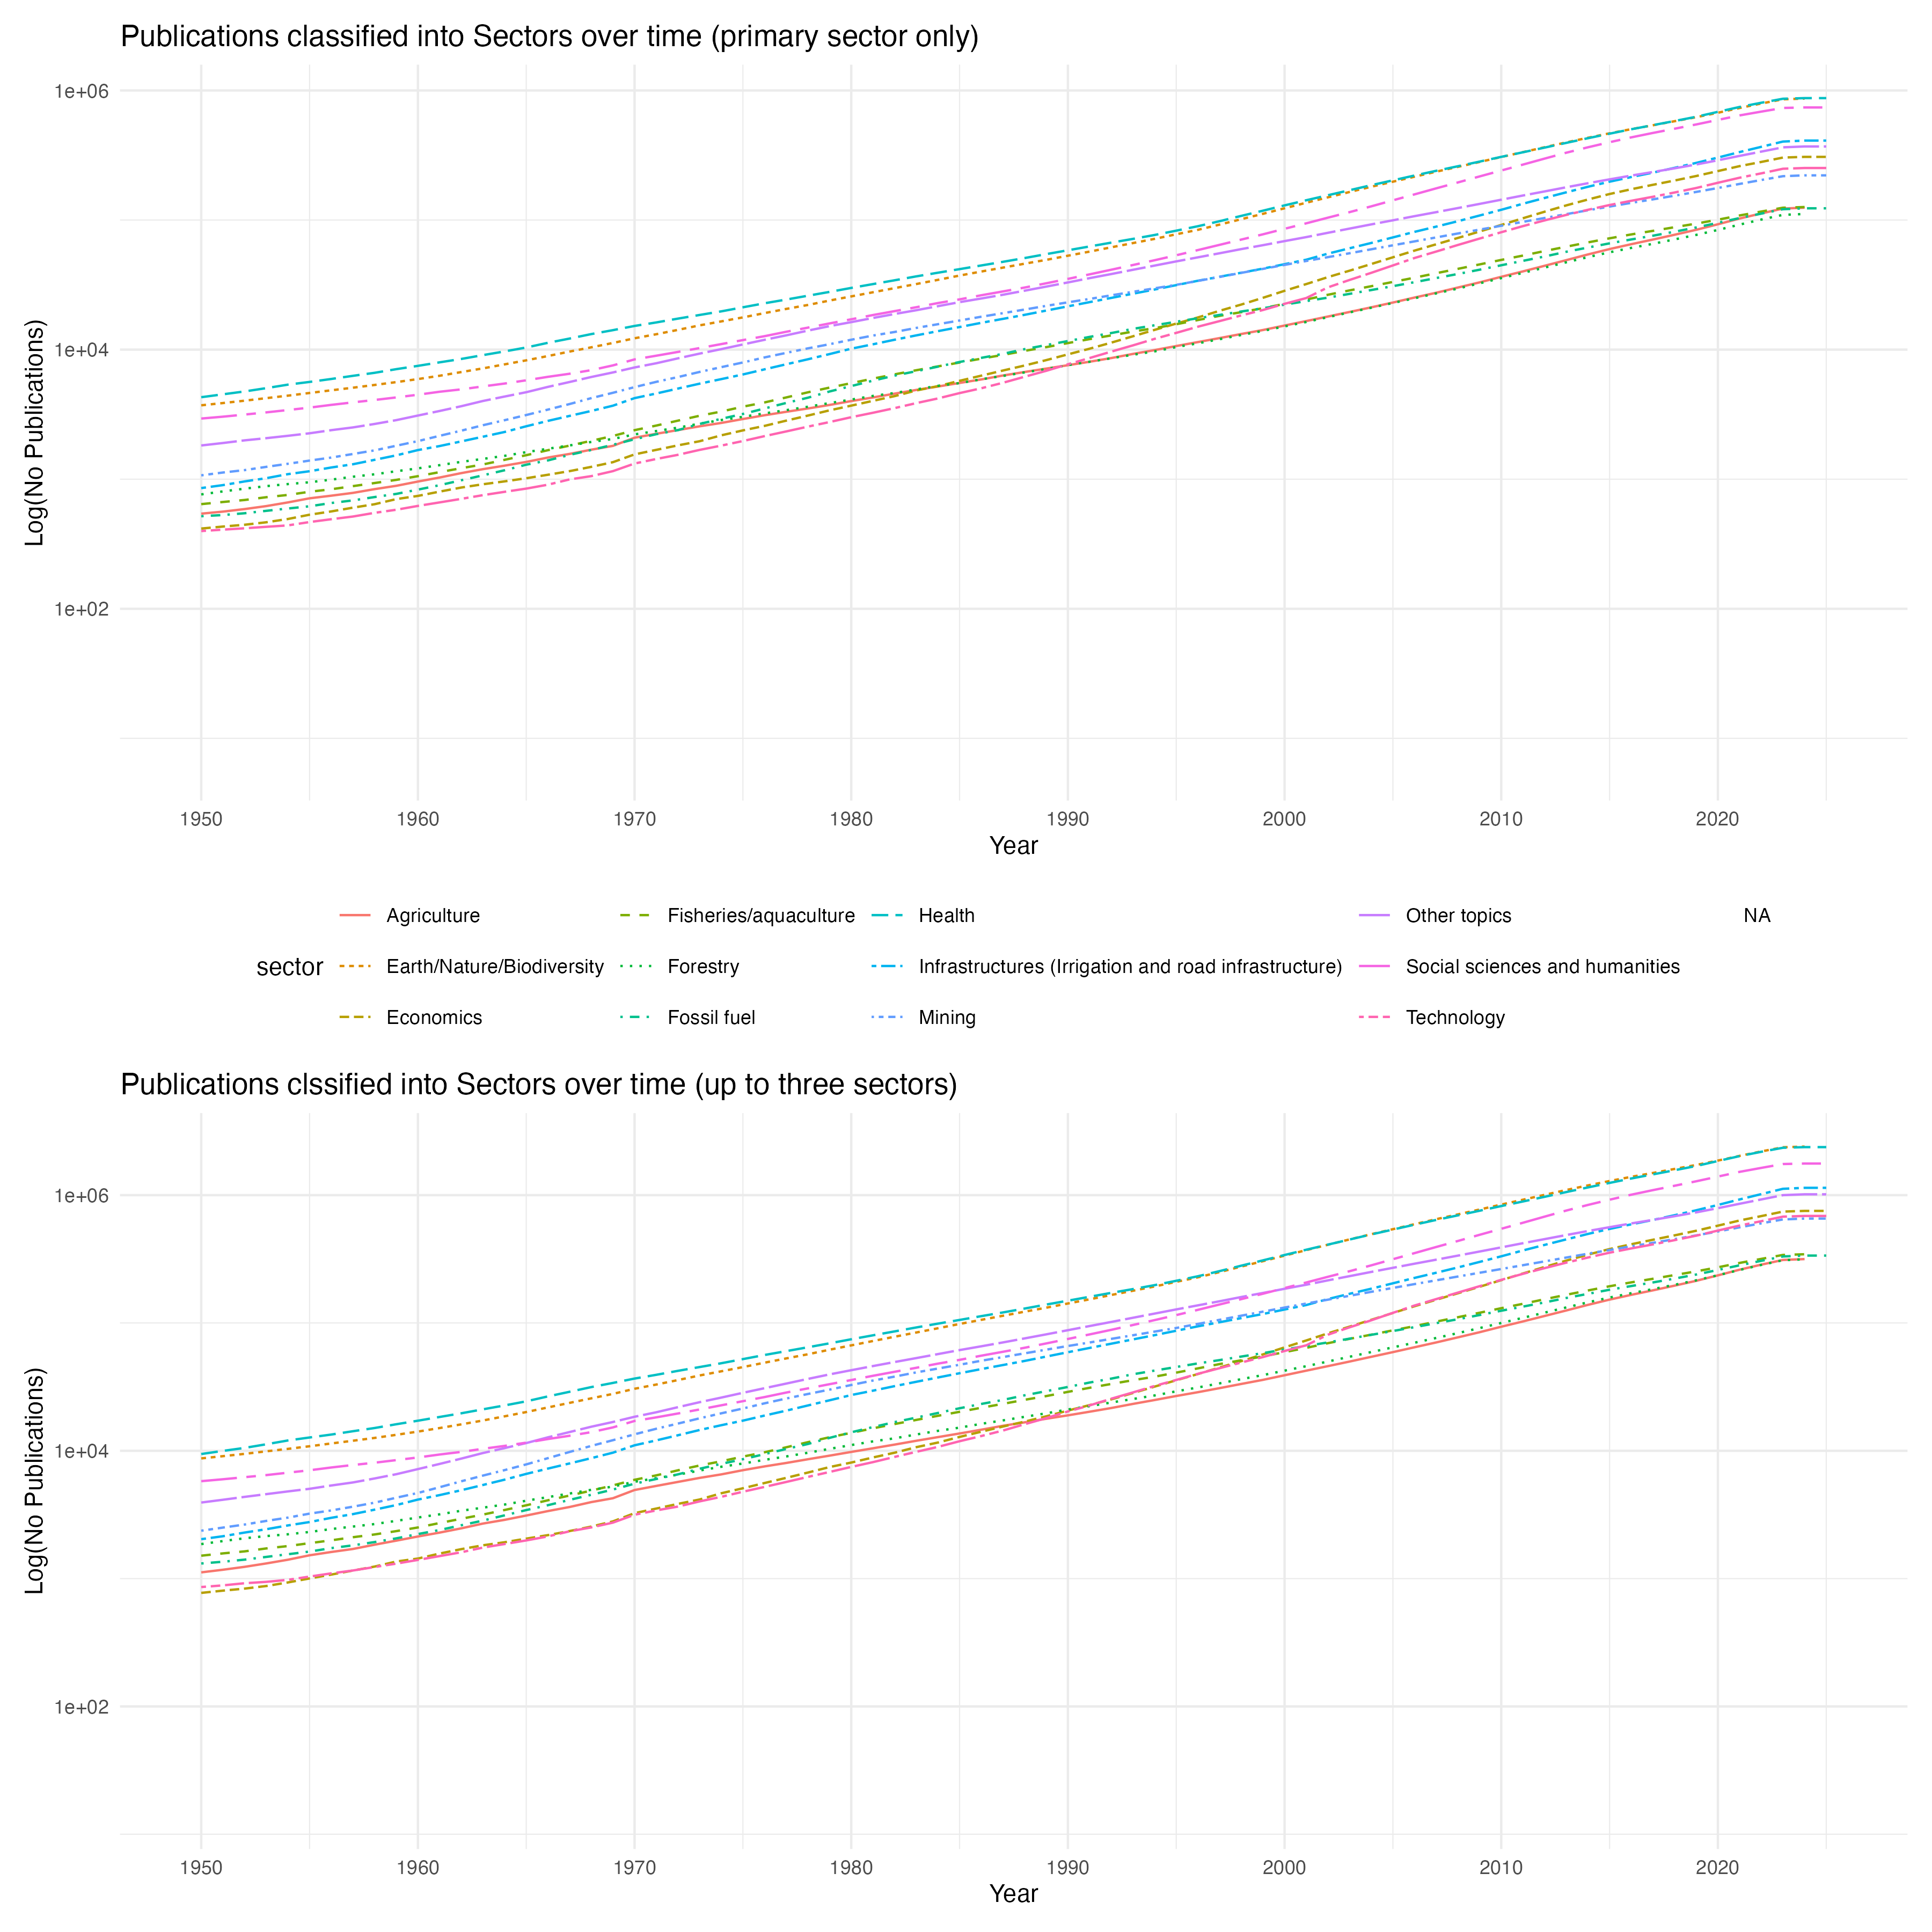 Publications classified into Sectors over time (primary sector only)
1e+06
1e+04
1e+02
Log(No Publications)
1950 1960 1970 1980 1990 2000 2010 2020
Year
sector
Agriculture Fisheries/aquaculture Health Other topics NA
Earth/Nature/Biodiversity Forestry Infrastructures (Irrigation and road infrastructure) Social sciences and humanities
Economics Fossil fuel Mining Technology
Publications clssified into Sectors over time (up to three sectors)
1e+06
1e+04
1e+02
Log(No Publications)
1950 1960 1970 1980 1990 2000 2010 2020
Year